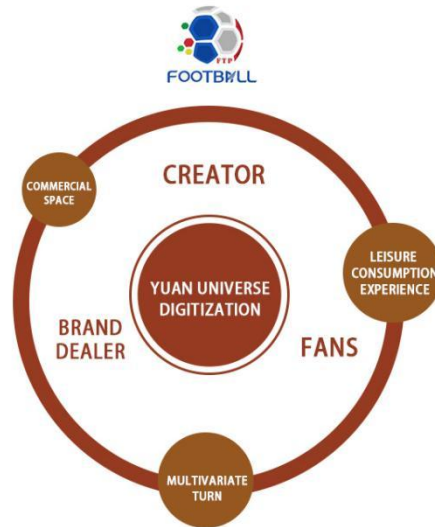 FTP
FOOTBALL
CREATOR
COMMERCIAL
SPACE
LEISURE
CONSUMPTION
EXPERIENCE
YUAN UNIVERSE
DIGITIZATION
BRAND
DEALER
FANS
MULTIVARIATE
TURN